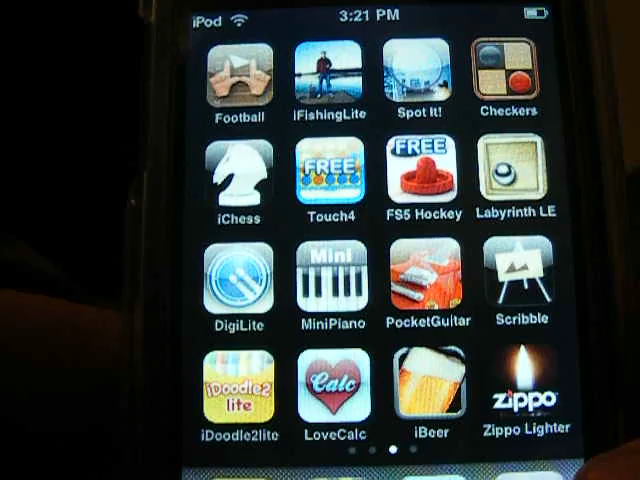 iPod 3:21 PM
Football iFishingLite Spot It! Checkers
FREE FREE
iChess Touch4 FS5 Hockey Labyrinth LE
Mini
DigiLite MiniPiano PocketGuitar Scribble
iDoodle2 lite Calc zippo
iDoodle2lite LoveCalc iBeer Zippo Lighter